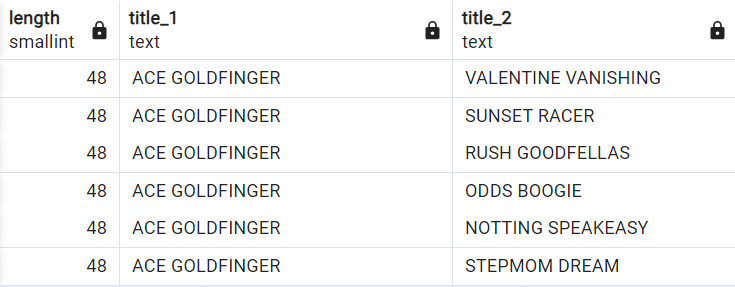 length title_1 title_2
smallint text text
48 ACE GOLDFINGER VALENTINE VANISHING
48 ACE GOLDFINGER SUNSET RACER
48 ACE GOLDFINGER RUSH GOODFELLAS
48 ACE GOLDFINGER ODDS BOOGIE
48 ACE GOLDFINGER NOTTING SPEAKEASY
48 ACE GOLDFINGER STEPMOM DREAM